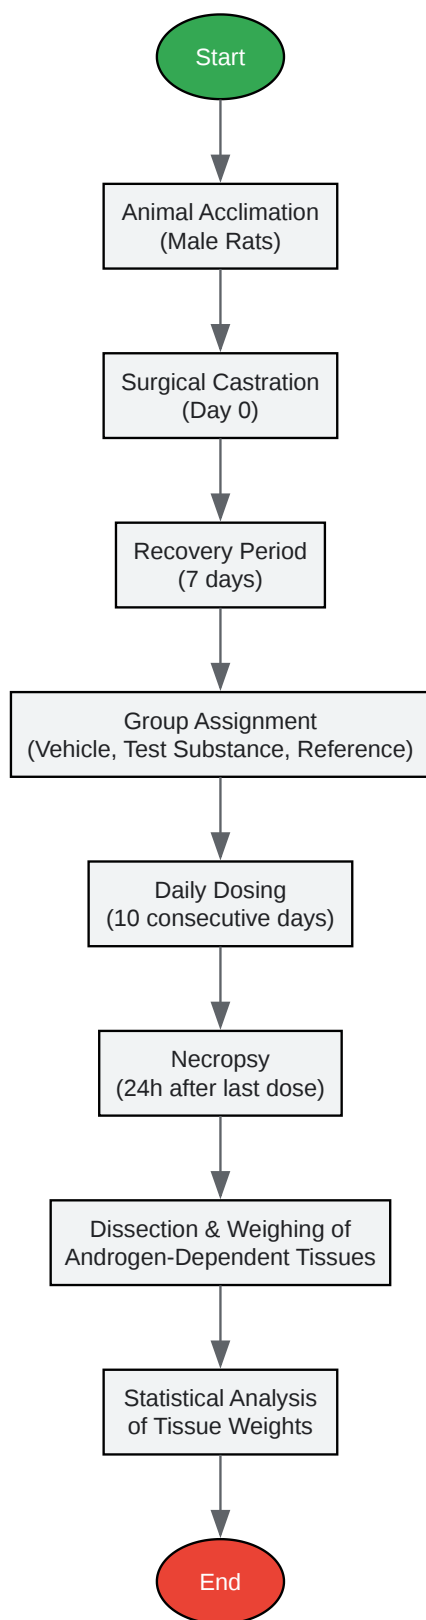 Start
Animal Acclimation
(Male Rats)
Surgical Castration
(Day 0)
Recovery Period
(7 days)
Group Assignment
(Vehicle, Test Substance, Reference)
Daily Dosing
(10 consecutive days)
Necropsy
(24h after last dose)
Dissection & Weighing of
Androgen-Dependent Tissues
Statistical Analysis
of Tissue Weights
End